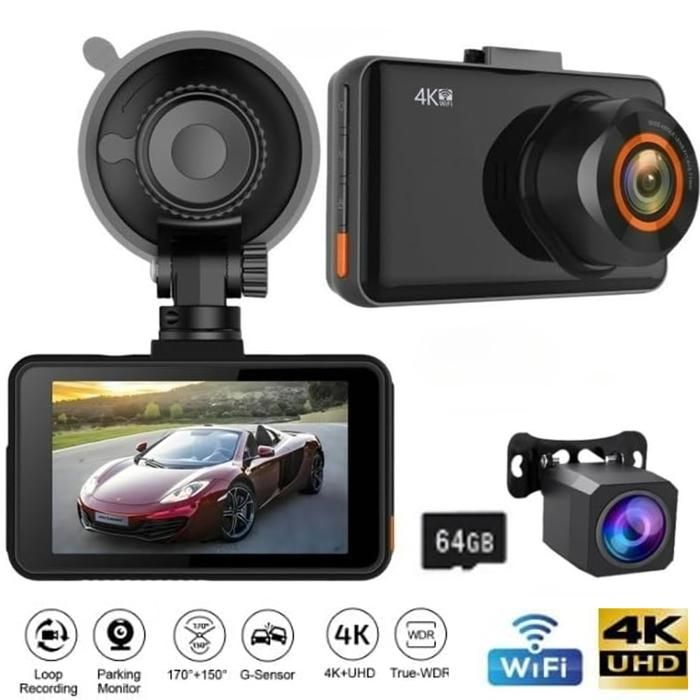 4K
WiFi
64GB
170°
150°
4K
WDR
Loop
Recording
Parking
Monitor
170°+150°
G-Sensor
4K+UHD
True-WDR
WiFi
4K
UHD